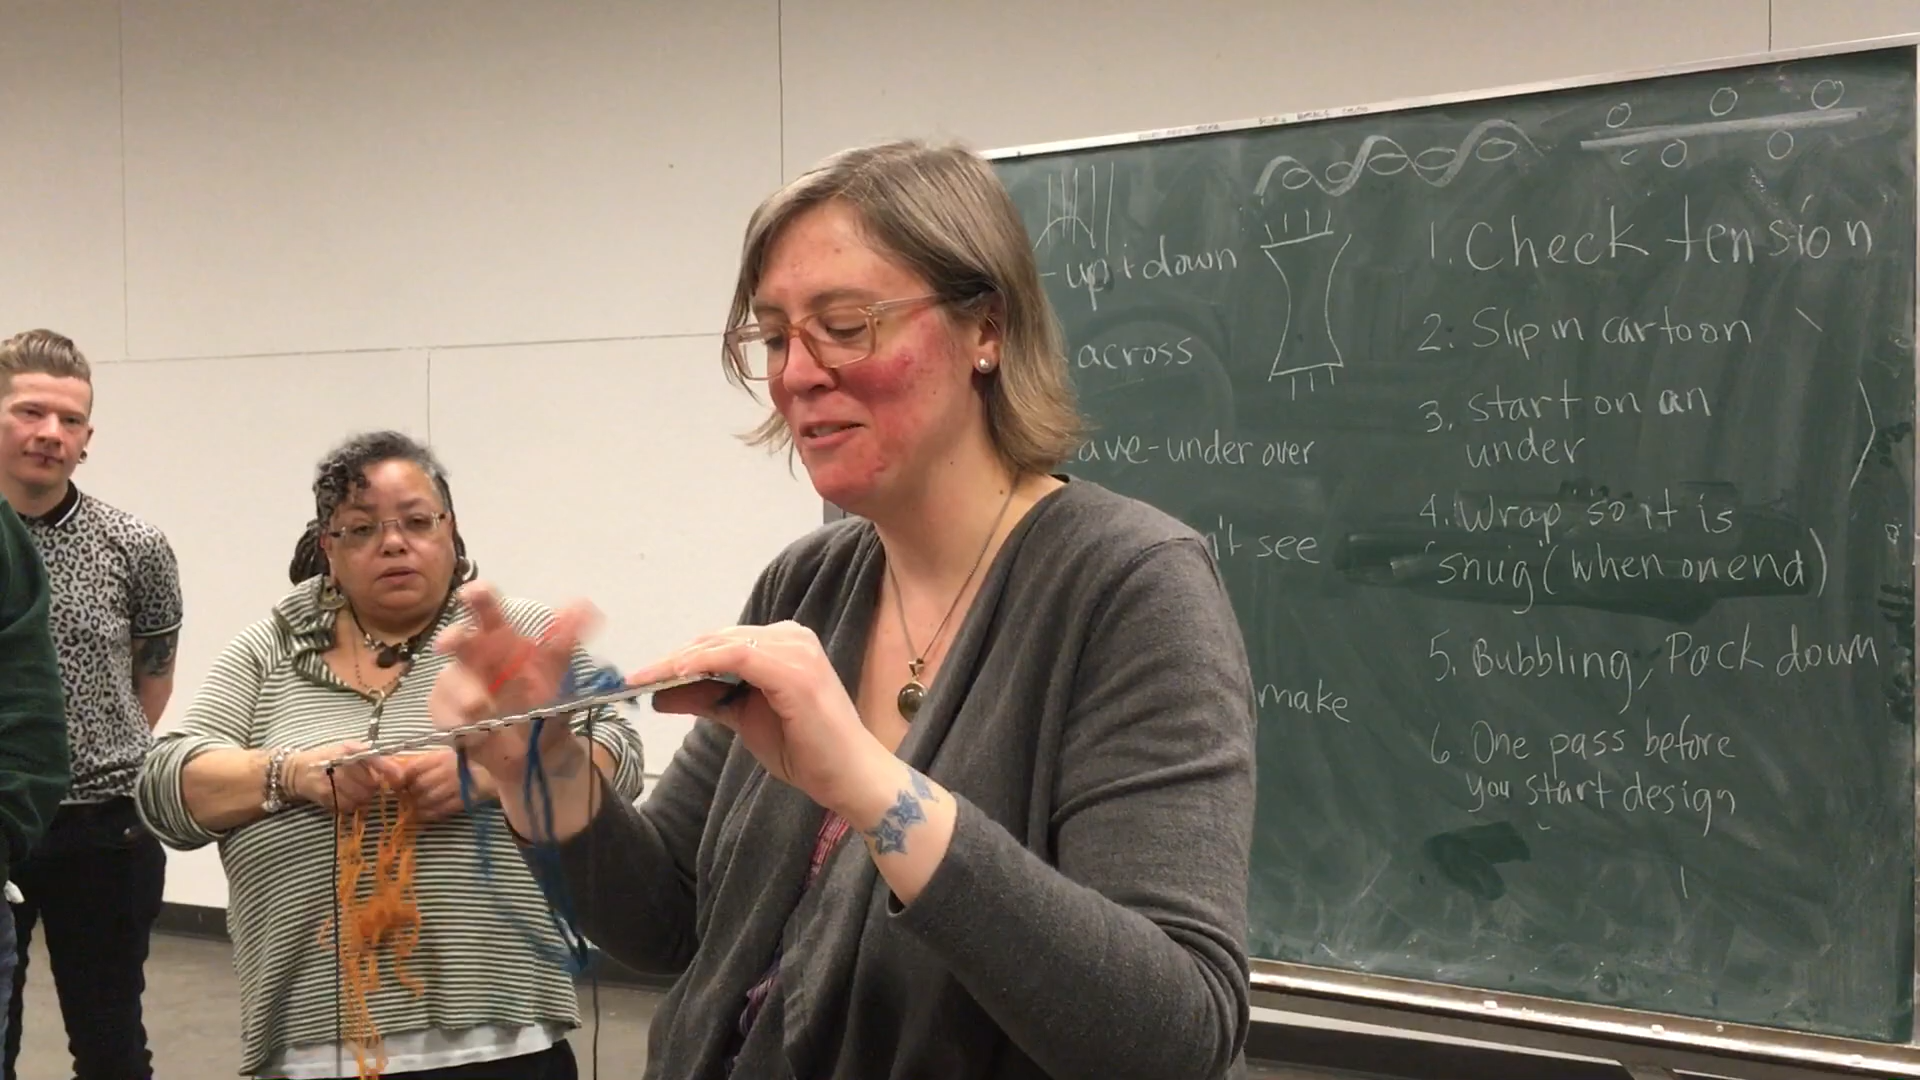 -up+down
across
ave-under over
n't see
make
1. Check tension
2. Slip in cartoon
3. start on an
under
4. Wrap so it is
'snug' (when on end)
5. Bubbling, Pack down
6. One pass before
you start design